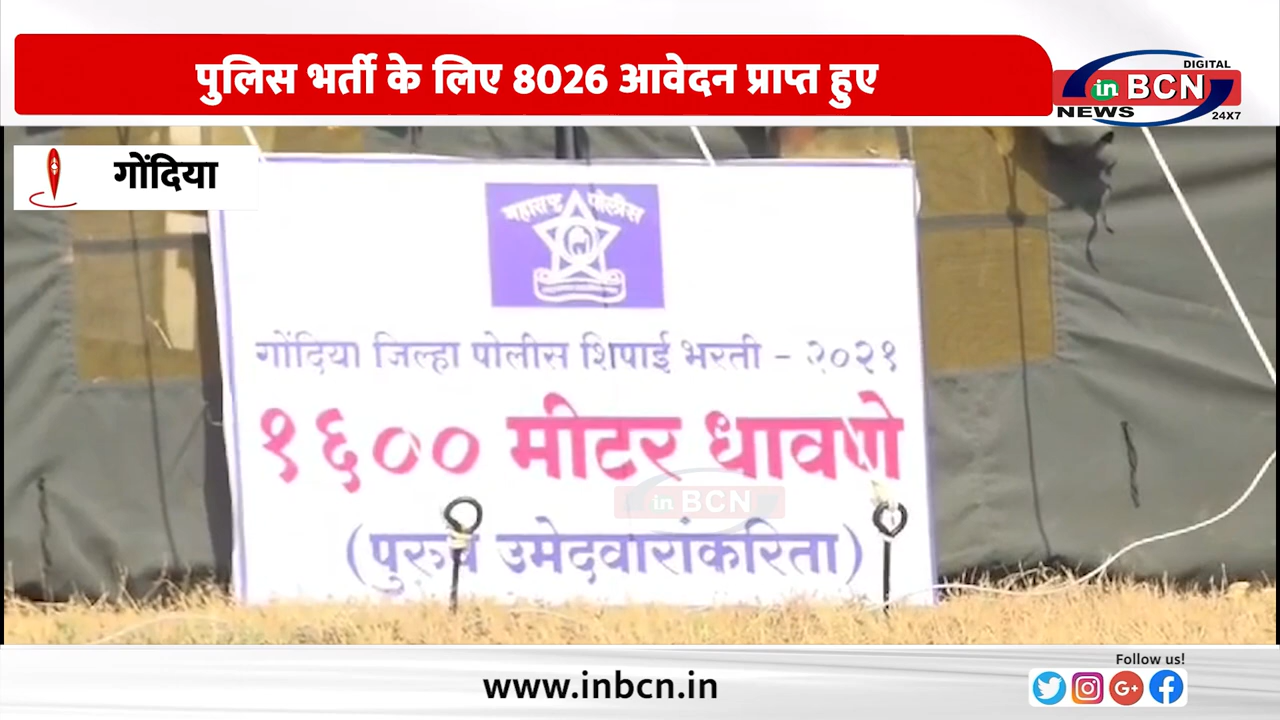 पुलिस भर्ती के लिए 8026 आवेदन प्राप्त हुए
DIGITAL
in BCN
NEWS 24X7
गोंदिया
महाराष्ट्र पोलीस
गोंदिया जिल्हा पोलीस शिपाई भरती - २०२१
१६०० मीटर धावणे
in BCN
(पुरुष उमेदवारांकरिता)
Follow us!
www.inbcn.in